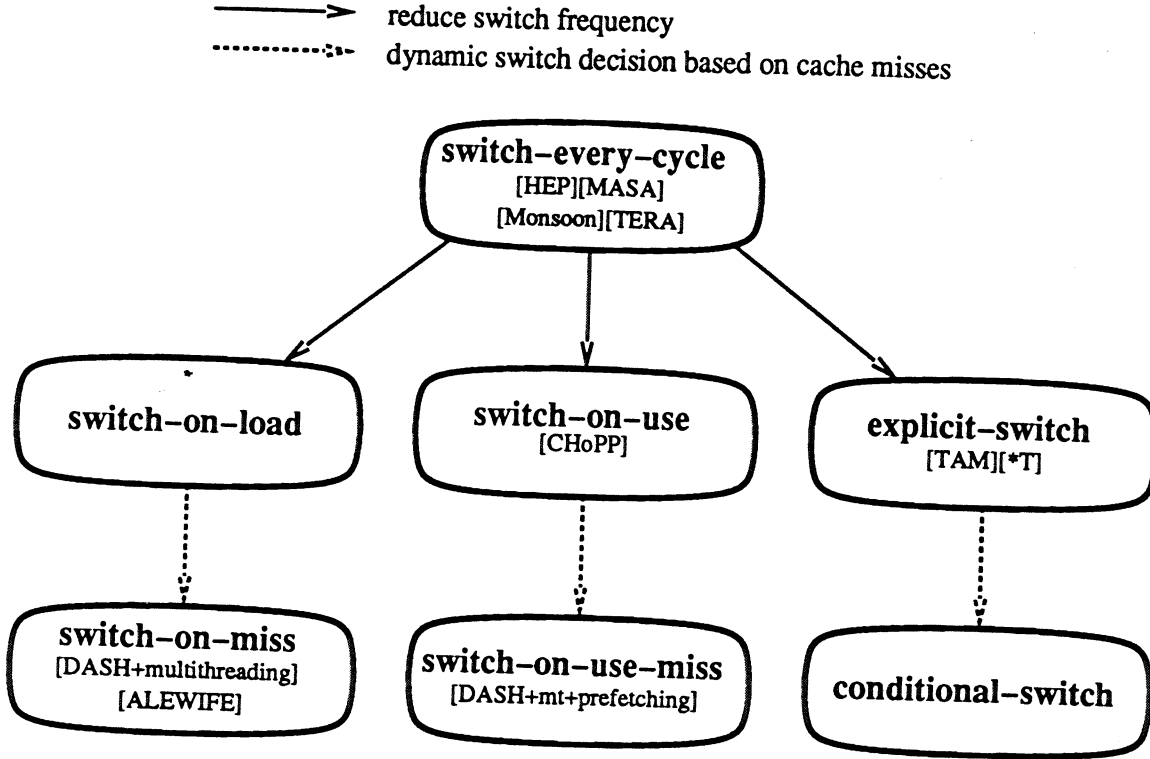 reduce switch frequency
dynamic switch decision based on cache misses
switch–every–cycle
[HEP][MASA]
[Monsoon][TERA]
switch–on–load
switch–on–use
[CHoPP]
explicit–switch
[TAM][*T]
switch–on–miss
[DASH+multithreading]
[ALEWIFE]
switch–on–use–miss
[DASH+mt+prefetching]
conditional–switch